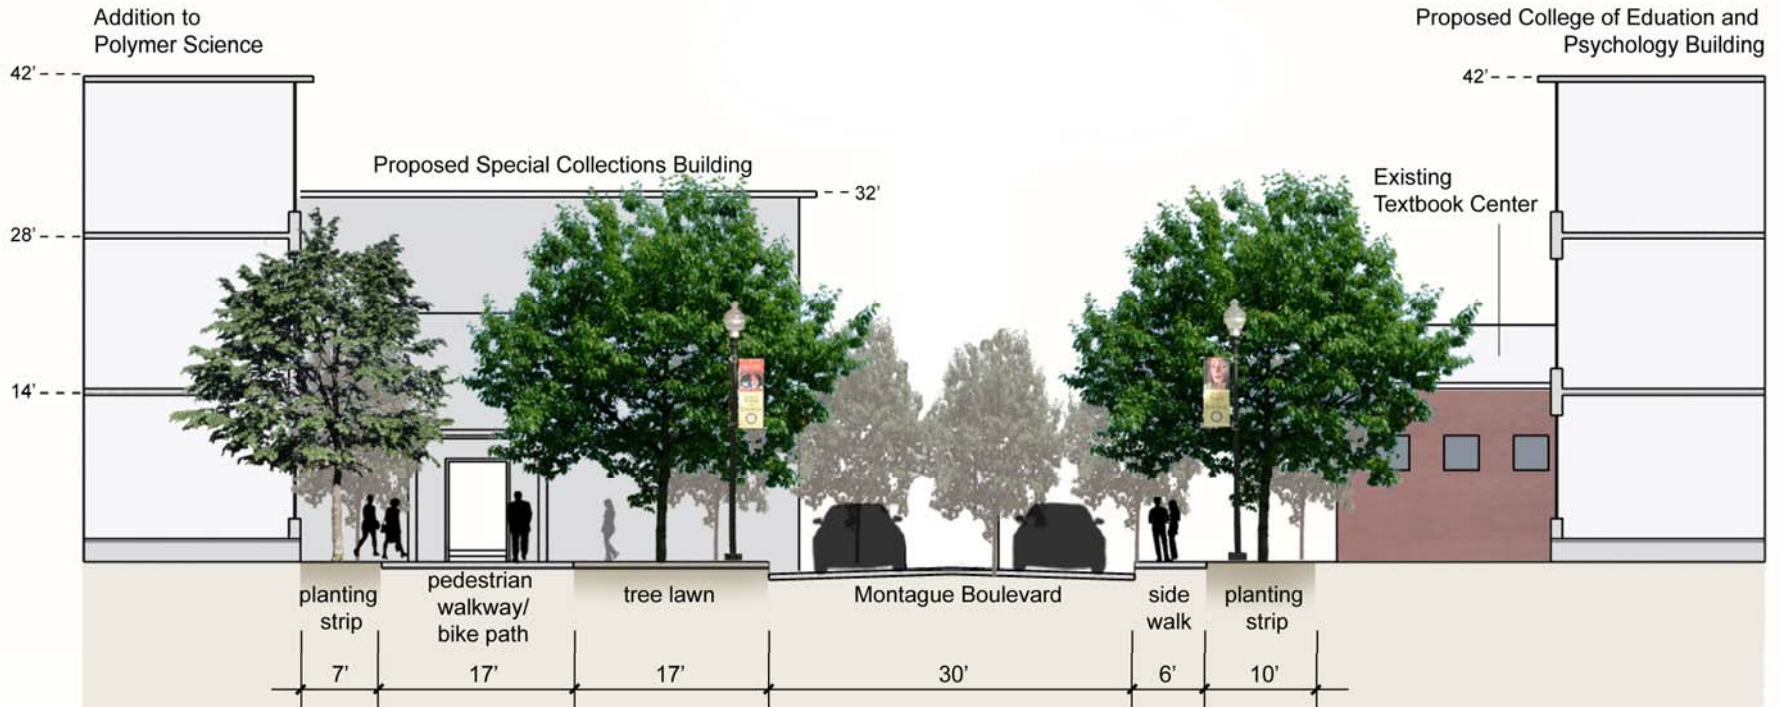 Addition to
Polymer Science
Proposed College of Eduation and
Psychology Building
42'
42'
Proposed Special Collections Building
32'
Existing
Textbook Center
28'
14'
planting
strip
pedestrian
walkway/
bike path
tree lawn
Montague Boulevard
side
walk
planting
strip
7'
17'
17'
30'
6'
10'